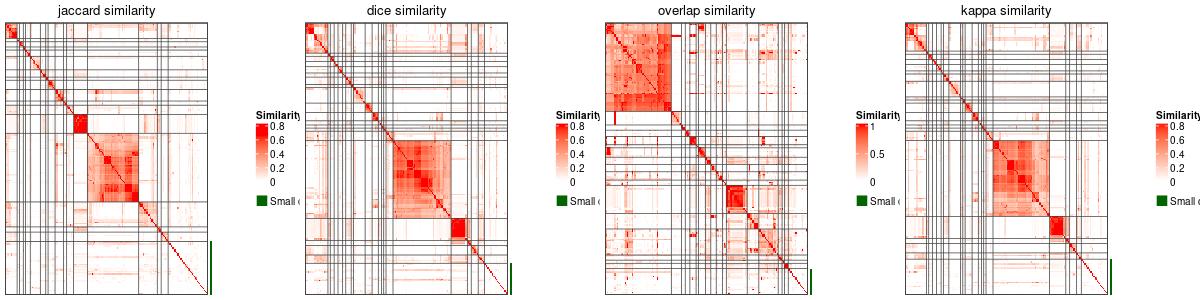 jaccard similarity
Similarity
0.8
0.6
0.4
0.2
0
Small c
dice similarity
Similarity
0.8
0.6
0.4
0.2
0
Small c
overlap similarity
Similarity
1
0.5
0
Small c
kappa similarity
Similarity
0.8
0.6
0.4
0.2
0
Small c